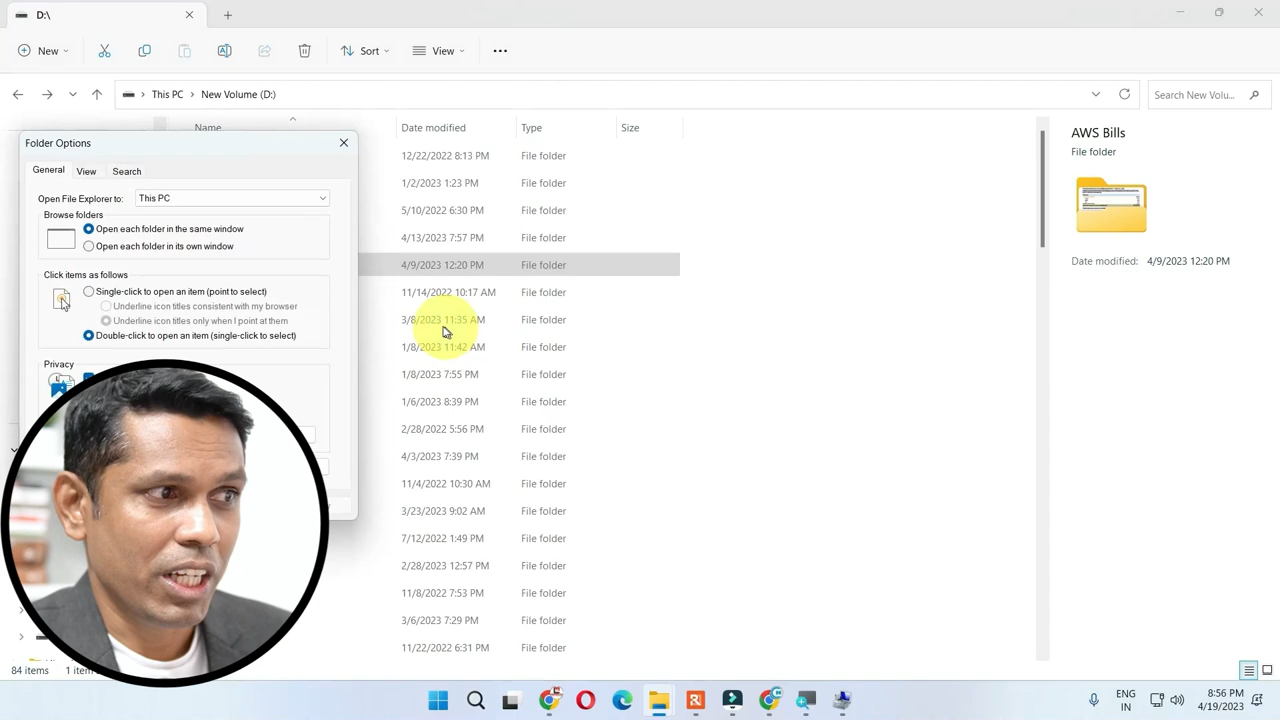 D:\
New
Sort
View
This PC
New Volume (D:)
Search New Volu...
Name
Date modified
Type
Size
Folder Options
General
View
Search
Open File Explorer to:
This PC
Browse folders
Open each folder in the same window
Open each folder in its own window
Click items as follows
Single-click to open an item (point to select)
Underline icon titles consistent with my browser
Underline icon titles only when I point at them
Double-click to open an item (single-click to select)
Privacy
12/22/2022 8:13 PM File folder
1/2/2023 1:23 PM File folder
5/10/2022 6:30 PM File folder
4/13/2023 7:57 PM File folder
4/9/2023 12:20 PM File folder
11/14/2022 10:17 AM File folder
3/8/2023 11:35 AM File folder
1/8/2023 11:42 AM File folder
1/8/2023 7:55 PM File folder
1/6/2023 8:39 PM File folder
2/28/2023 5:56 PM File folder
4/3/2023 7:39 PM File folder
11/4/2022 10:30 AM File folder
3/23/2023 9:02 AM File folder
7/12/2022 1:49 PM File folder
2/28/2023 12:57 PM File folder
11/8/2022 7:53 PM File folder
3/6/2023 7:29 PM File folder
11/22/2022 6:31 PM File folder
AWS Bills
File folder
Date modified: 4/9/2023 12:20 PM
84 items
1 item
ENG
IN
8:56 PM
4/19/2023